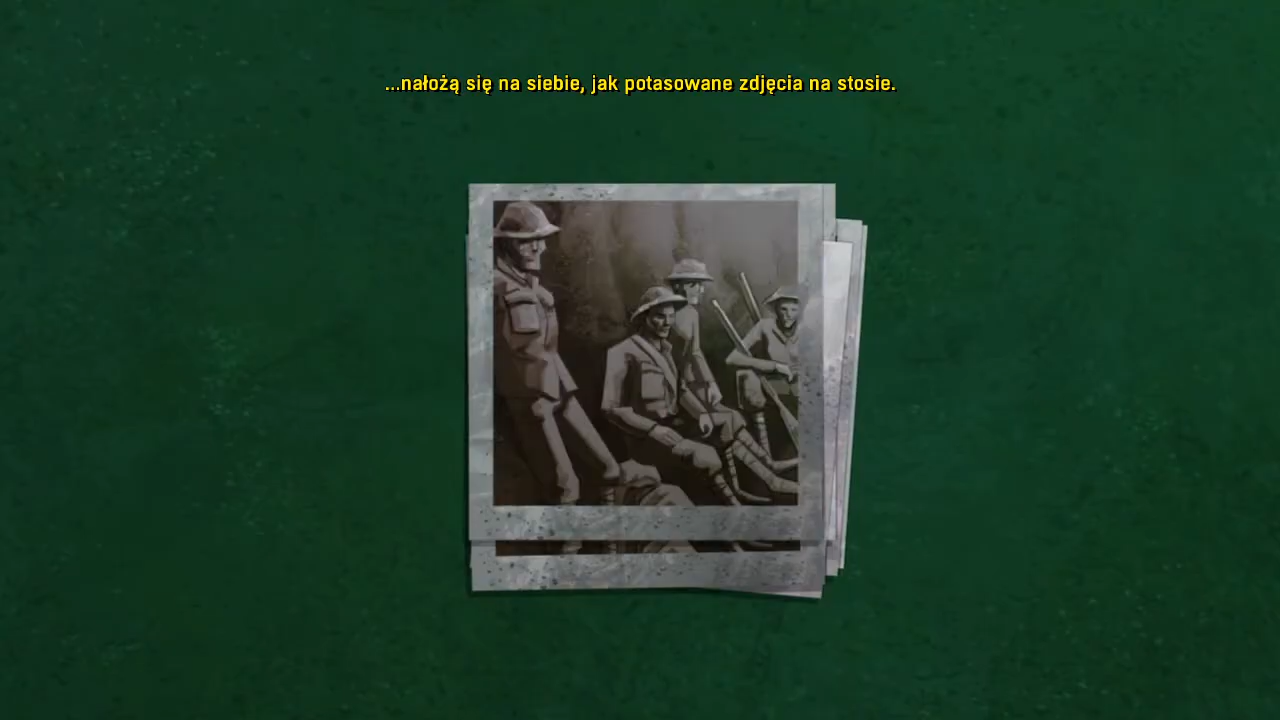 ...nałożą się na siebie, jak potasowane zdjęcia na stosie.